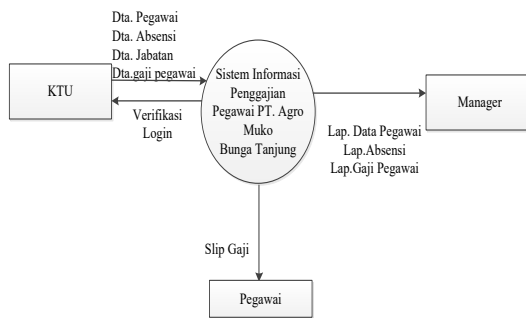 Dta. Pegawai
Dta. Absensi
Dta. Jabatan
Dta.gaji pegawai
KTU
Verifikasi
Login
Sistem Informasi
Penggajian
Pegawai PT. Agro
Muko
Bunga Tanjung
Manager
Lap. Data Pegawai
Lap.Absensi
Lap.Gaji Pegawai
Slip Gaji
Pegawai